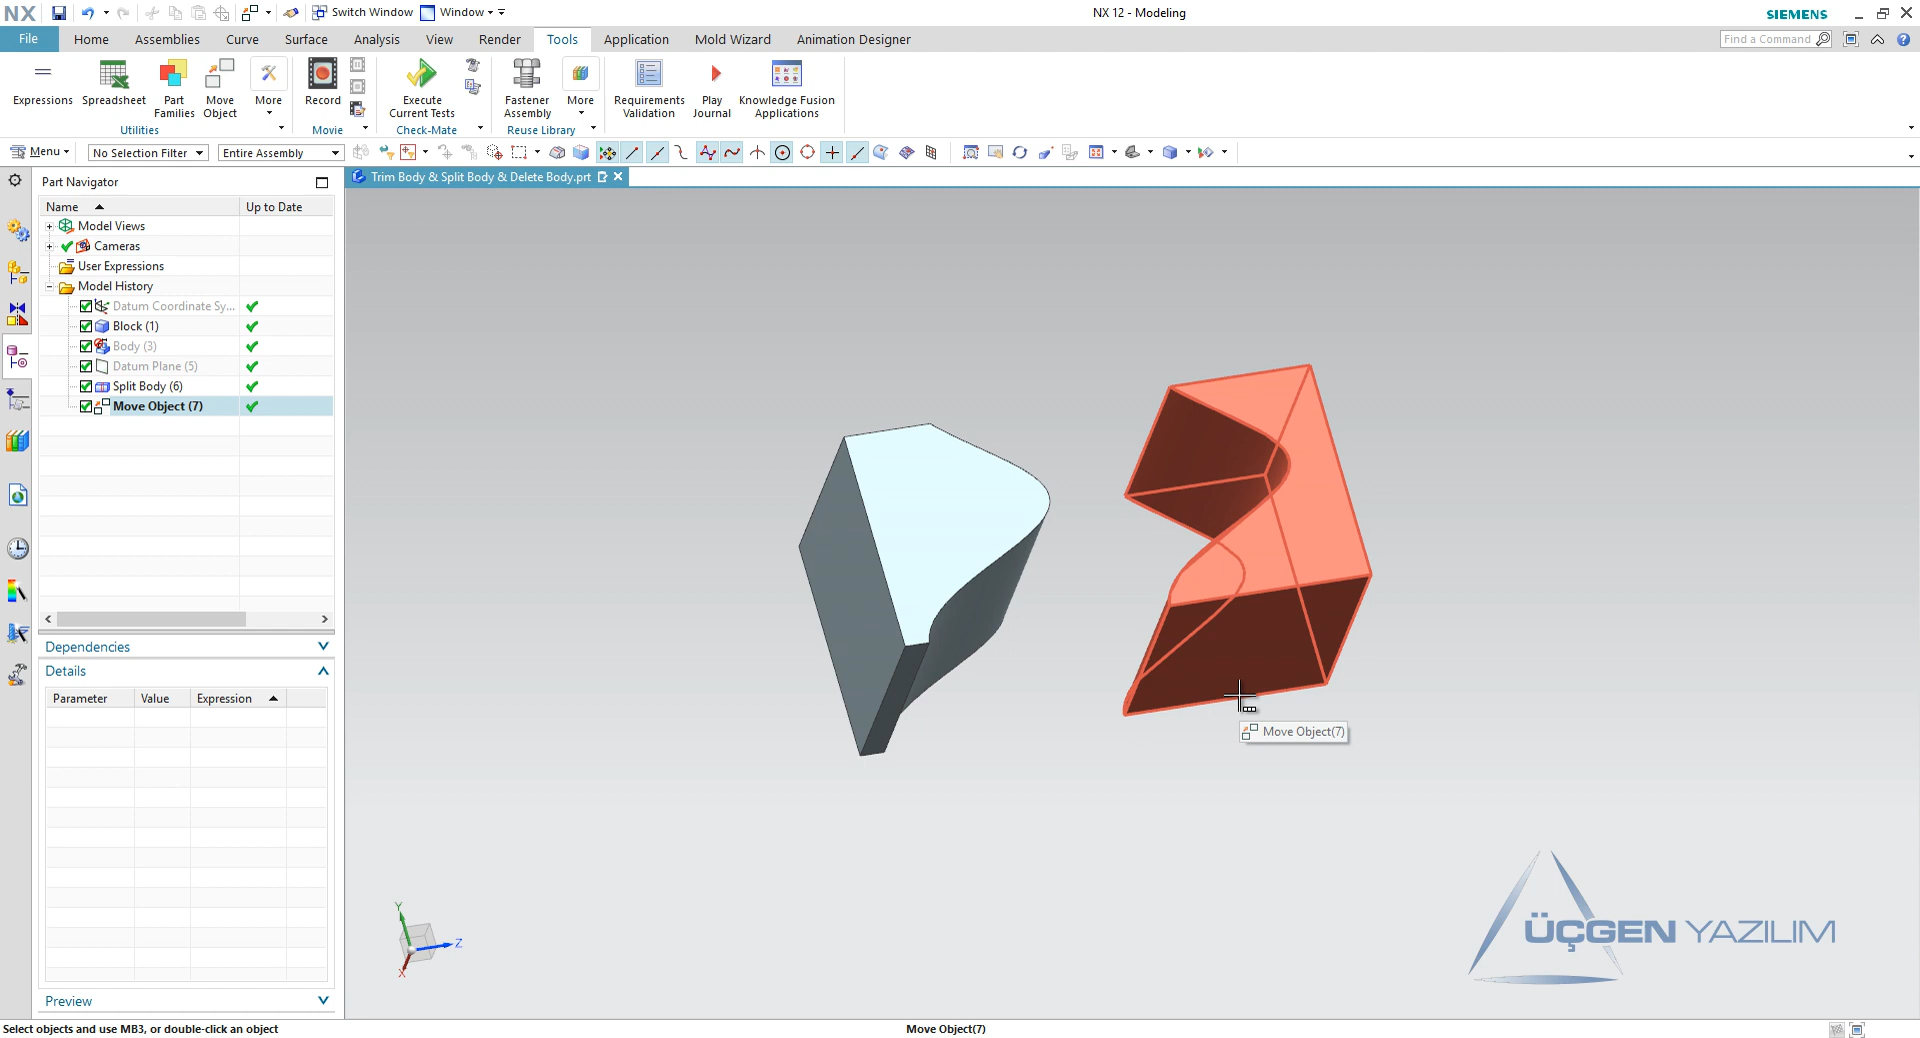 NX
Switch Window
Window
NX 12 - Modeling
SIEMENS
File
Home
Assemblies
Curve
Surface
Analysis
View
Render
Tools
Application
Mold Wizard
Animation Designer
Find a Command
Expressions
Spreadsheet
Part Families
Move Object
More
Record
Execute Current Tests
Fastener Assembly
More
Requirements Validation
Play Journal
Knowledge Fusion Applications
Utilities
Movie
Check-Mate
Reuse Library
Menu
No Selection Filter
Entire Assembly
Part Navigator
Trim Body & Split Body & Delete Body.prt
Name
Up to Date
Model Views
Cameras
User Expressions
Model History
Datum Coordinate Sy...
Block (1)
Body (3)
Datum Plane (5)
Split Body (6)
Move Object (7)
Dependencies
Details
Parameter
Value
Expression
Preview
Move Object(7)
Y
Z
X
ÜÇGEN YAZILIM
Select objects and use MB3, or double-click an object
Move Object(7)